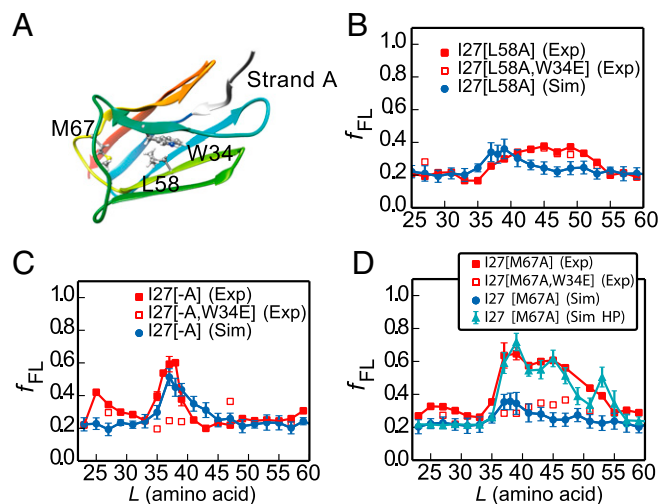 A
Strand A
M67
W34
L58
B
I27[L58A] (Exp)
I27[L58A,W34E] (Exp)
I27[L58A] (Sim)
1.0
0.8
0.6
0.4
0.2
0.0
fFL
25 30 35 40 45 50 55 60
C
I27[-A] (Exp)
I27[-A,W34E] (Exp)
I27[-A] (Sim)
1.0
0.8
0.6
0.4
0.2
0.0
fFL
25 30 35 40 45 50 55 60
L (amino acid)
D
I27[M67A] (Exp)
I27[M67A,W34E] (Exp)
I27 [M67A] (Sim)
I27 [M67A] (Sim HP)
1.0
0.8
0.6
0.4
0.2
0.0
fFL
25 30 35 40 45 50 55 60
L (amino acid)